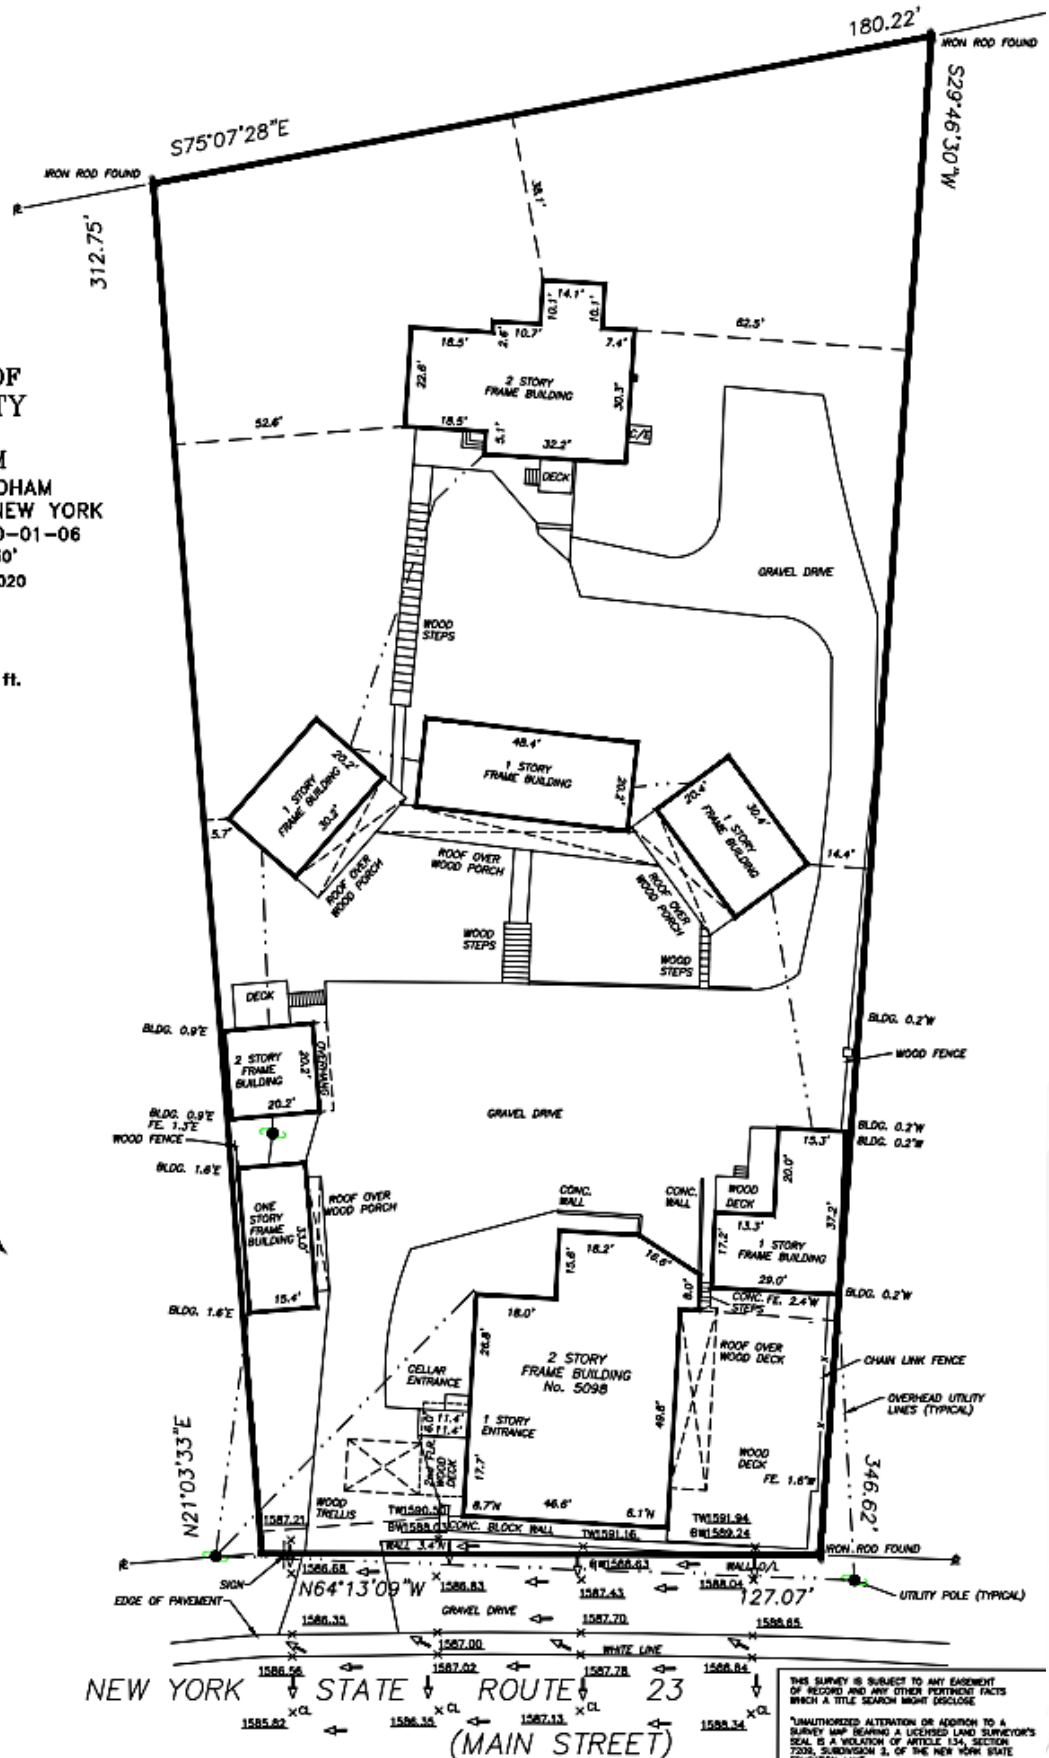 180.22'
IRON ROD FOUND
S75°07'28"E
S29°46'30"W
IRON ROD FOUND
R
312.75'
38.1'
14.1'
10.1'
10.1'
10.7'
18.5'
7.4'
62.5'
2 STORY
FRAME BUILDING
22.6'
30.3'
OF
TY
52.6'
18.5'
5.1'
32.2'
C/E
DECK
M
DHAM
NEW YORK
0-01-06
020
GRAVEL DRIVE
WOOD
STEPS
ft.
20.2'
1 STORY
FRAME BUILDING
30.3'
48.4'
1 STORY
FRAME BUILDING
20.2'
20.4'
30.4'
1 STORY
FRAME BUILDING
5.7'
14.4'
ROOF OVER
WOOD PORCH
ROOF OVER
WOOD PORCH
ROOF OVER
WOOD PORCH
WOOD
STEPS
WOOD
STEPS
DECK
BLDG. 0.9'E
BLDG. 0.2'W
WOOD FENCE
2 STORY
FRAME
BUILDING
20.2'
OVERHANG
20.2'
GRAVEL DRIVE
BLDG. 0.9'E
FE. 1.3'E
WOOD FENCE
BLDG. 0.2'W
BLDG. 0.2'W
15.3'
20.0'
BLDG. 1.6'E
ROOF OVER
WOOD PORCH
CONC.
WALL
CONC.
WALL
WOOD
DECK
ONE
STORY
FRAME
BUILDING
33.0'
15.4'
37.2'
13.3'
17.2'
1 STORY
FRAME BUILDING
29.0'
15.6'
18.2'
16.6'
8.0'
BLDG. 1.6'E
BLDG. 0.2'W
CONC. FE. 2.4'W
STEPS
18.0'
26.8'
ROOF OVER
WOOD DECK
CHAIN LINK FENCE
2 STORY
FRAME BUILDING
No. 5098
CELLAR
ENTRANCE
OVERHEAD UTILITY
LINES (TYPICAL)
6.0'
11.4'
11.4'
1 STORY
ENTRANCE
49.8'
2nd FLR.
WOOD
DECK
17.7'
WOOD
DECK
FE. 1.6'W
N21°03'33"E
346.62'
WOOD
TRELLIS
1587.21
TW1590.50
BW1588.03
CONC. BLOCK WALL
6.7'N
46.6'
6.1'N
TW1591.16
TW1591.94
BW1589.24
WALL 3.4'N
BW1588.63
WALL O/L
IRON ROD FOUND
R
R
SIGN
1586.68
N64°13'09"W
1586.83
1587.43
1588.04
127.07'
UTILITY POLE (TYPICAL)
EDGE OF PAVEMENT
GRAVEL DRIVE
1586.35
1587.70
1588.65
1587.00
WHITE LINE
1586.56
1587.02
1587.78
1588.84
NEW YORK STATE ROUTE 23
CL
CL
CL
1585.82
1586.35
1587.13
1588.34
(MAIN STREET)
THIS SURVEY IS SUBJECT TO ANY EASEMENT
OF RECORD AND ANY OTHER PERTINENT FACTS
WHICH A TITLE SEARCH MIGHT DISCLOSE
"UNAUTHORIZED ALTERATION OR ADDITION TO A
SURVEY MAP BEARING A LICENSED LAND SURVEYOR'S
SEAL IS A VIOLATION OF ARTICLE 134, SECTION
7209, SUBDIVISION 2, OF THE NEW YORK STATE